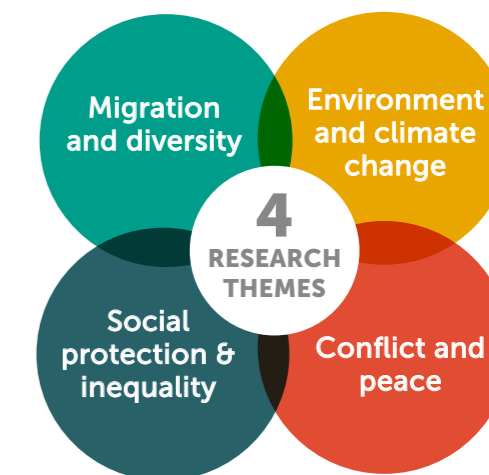 Migration
and diversity
Environment
and climate
change
4
RESEARCH
THEMES
Social
protection &
inequality
Conflict and
peace